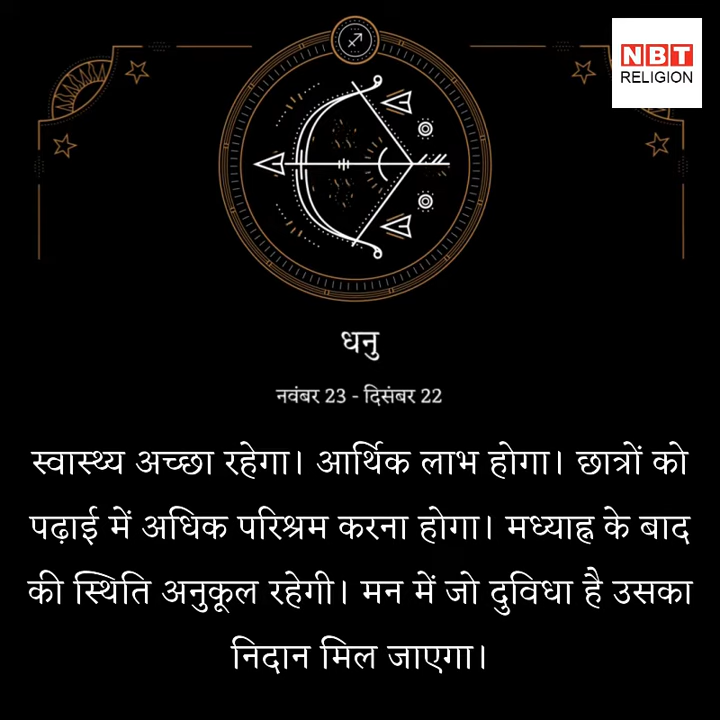 NBT
RELIGION
धनु
नवंबर 23 - दिसंबर 22
स्वास्थ्य अच्छा रहेगा। आर्थिक लाभ होगा। छात्रों को
पढ़ाई में अधिक परिश्रम करना होगा। मध्याह्न के बाद
की स्थिति अनुकूल रहेगी। मन में जो दुविधा है उसका
निदान मिल जाएगा।